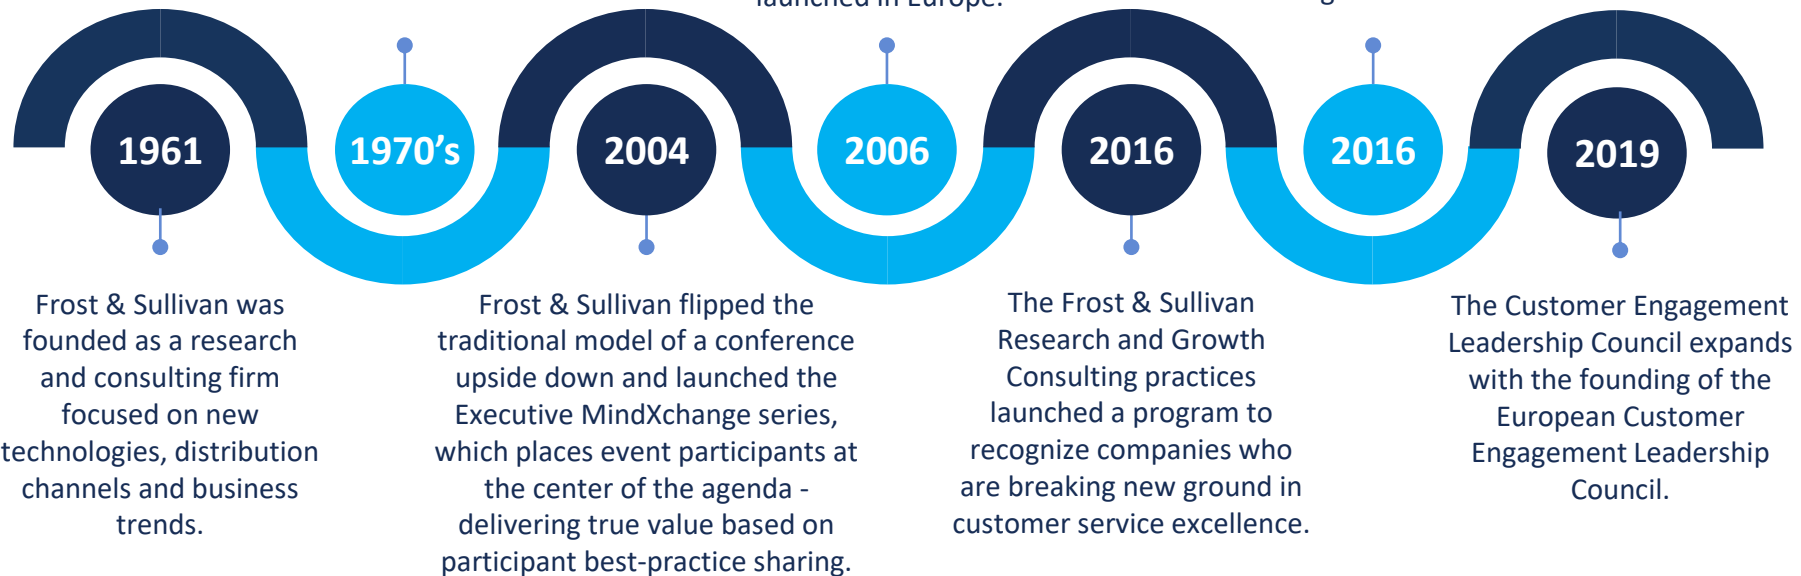 launched in Europe.
1961
1970’s
2004
2006
2016
2016
2019
Frost & Sullivan was
founded as a research
and consulting firm
focused on new
technologies, distribution
channels and business
trends.
Frost & Sullivan flipped the
traditional model of a conference
upside down and launched the
Executive MindXchange series,
which places event participants at
the center of the agenda -
delivering true value based on
participant best-practice sharing.
The Frost & Sullivan
Research and Growth
Consulting practices
launched a program to
recognize companies who
are breaking new ground in
customer service excellence.
The Customer Engagement
Leadership Council expands
with the founding of the
European Customer
Engagement Leadership
Council.